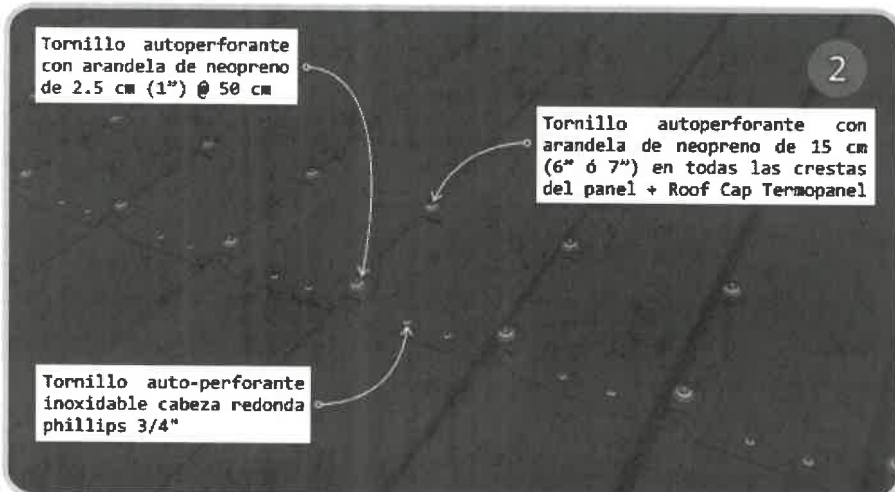 Tornillo autoperforante
con arandela de neopreno
de 2.5 cm (1”) @ 50 cm
2
Tornillo autoperforante con
arandela de neopreno de 15 cm
(6” ó 7”) en todas las crestas
del panel + Roof Cap Termopanel
Tornillo auto-perforante
inoxidable cabeza redonda
phillips 3/4"